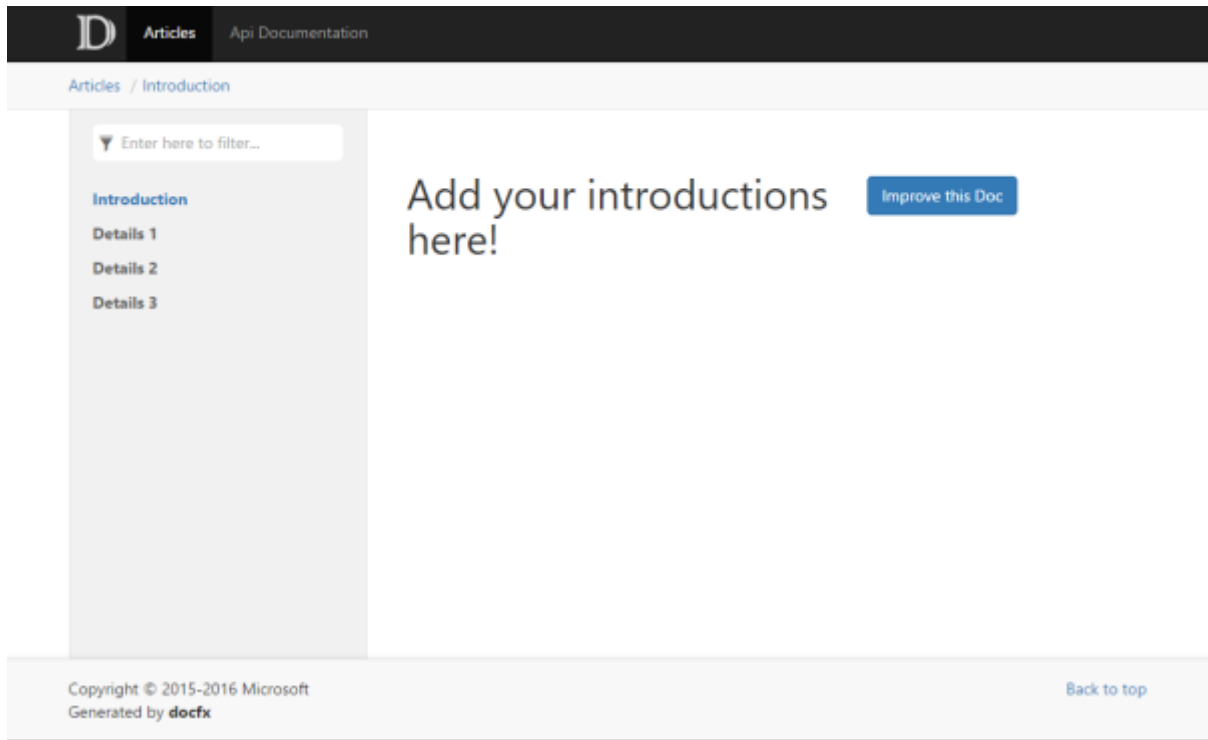 D Articles Api Documentation
Articles / Introduction
Enter here to filter...
Introduction
Details 1
Details 2
Details 3
Add your introductions
here!
Improve this Doc
Copyright © 2015-2016 Microsoft
Generated by docfx
Back to top